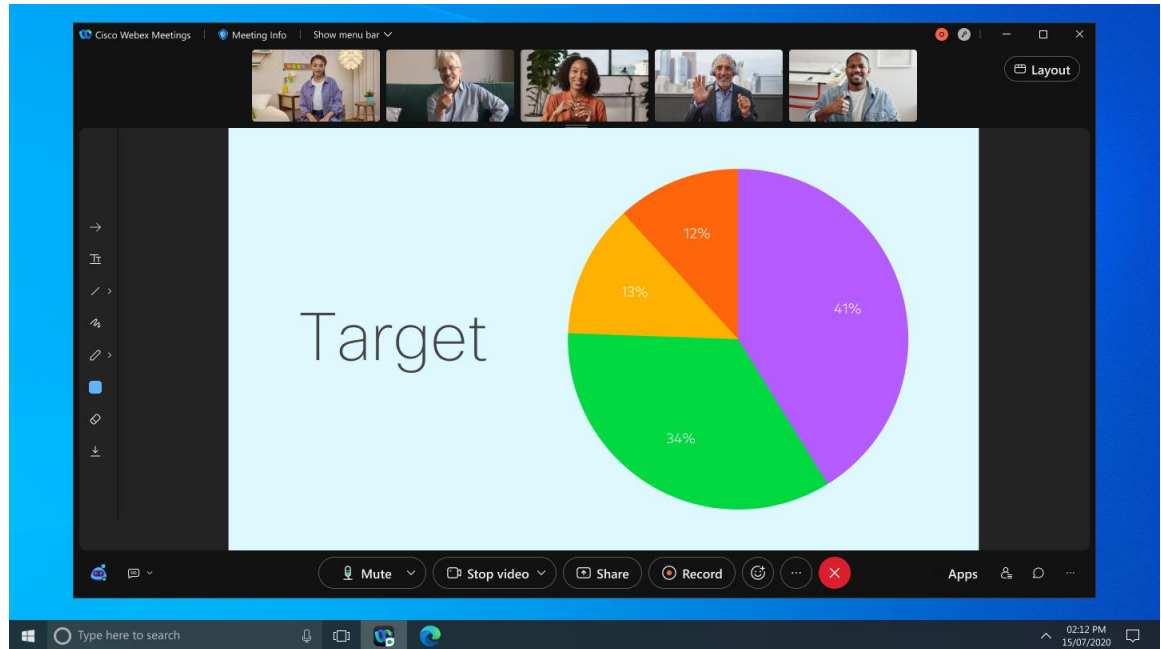 Cisco Webex Meetings
Meeting Info
Show menu bar
Layout
Target
12%
13%
41%
34%
Mute
Stop video
Share
Record
Apps
Type here to search
02:12 PM
15/07/2020